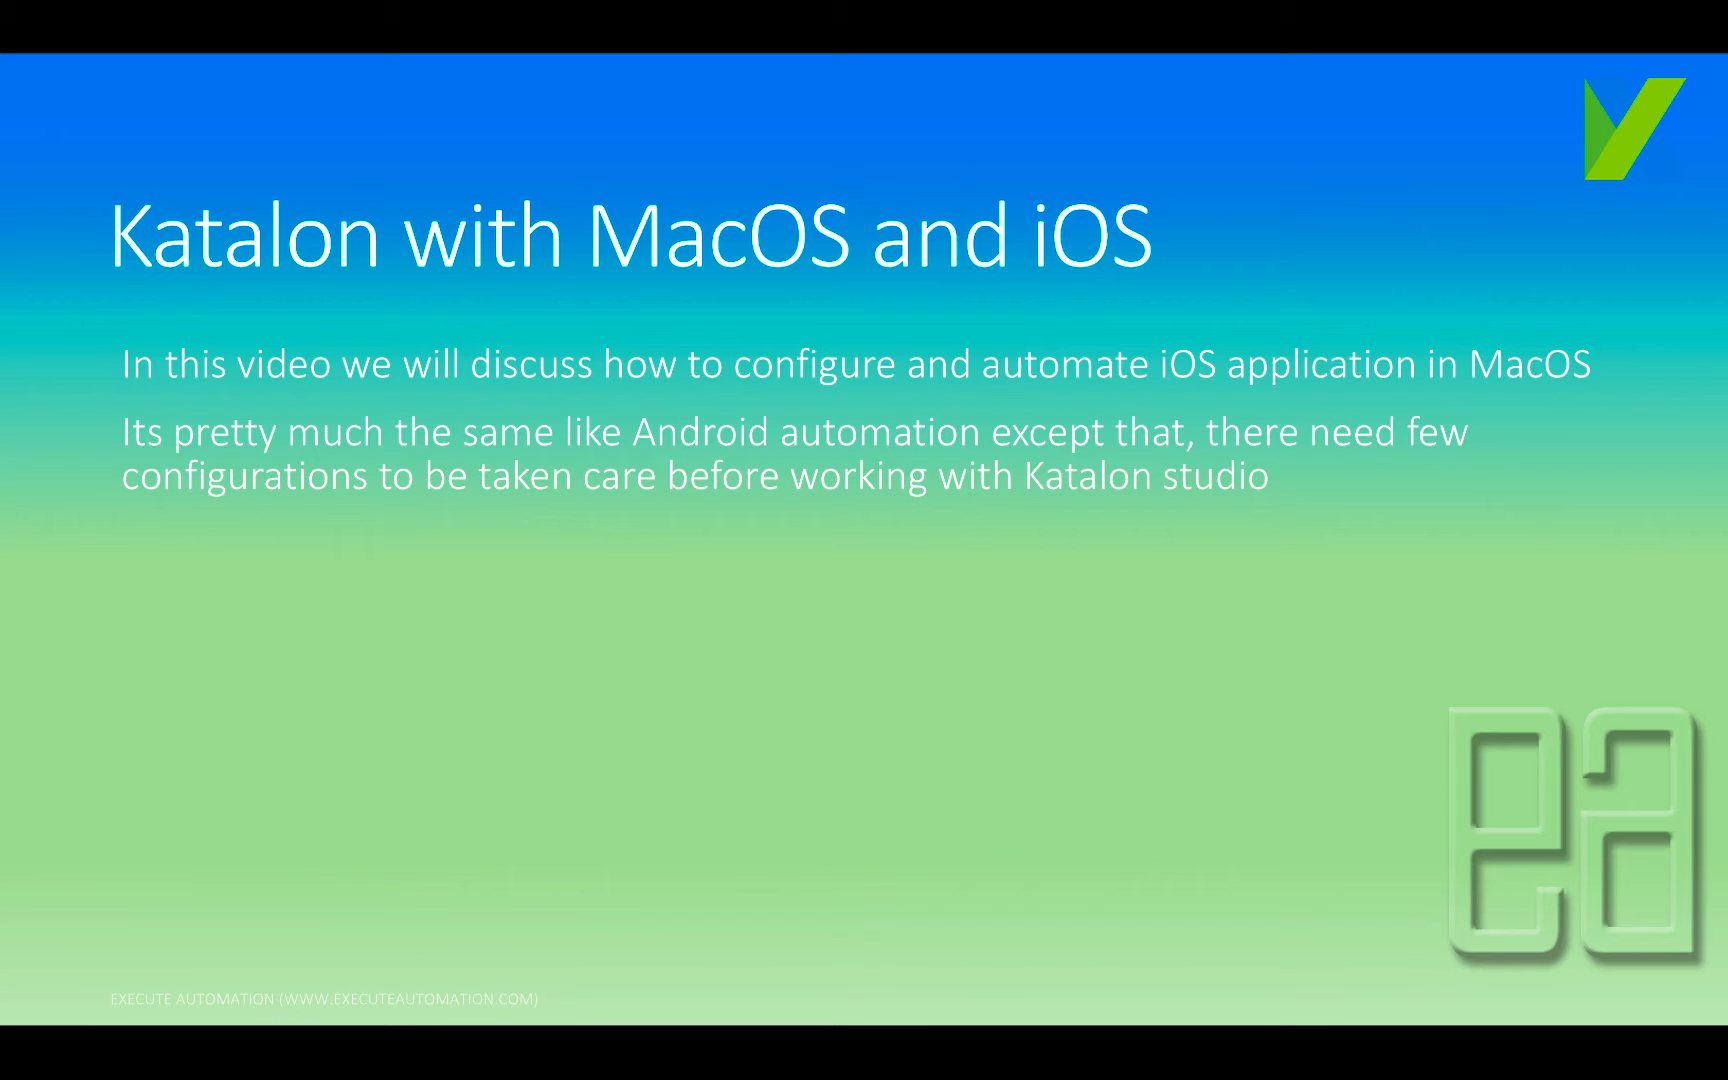 Katalon with MacOS and iOS
In this video we will discuss how to configure and automate iOS application in MacOS
Its pretty much the same like Android automation except that, there need few
configurations to be taken care before working with Katalon studio
ea
EXECUTE AUTOMATION (WWW.EXECUTEAUTOMATION.COM)